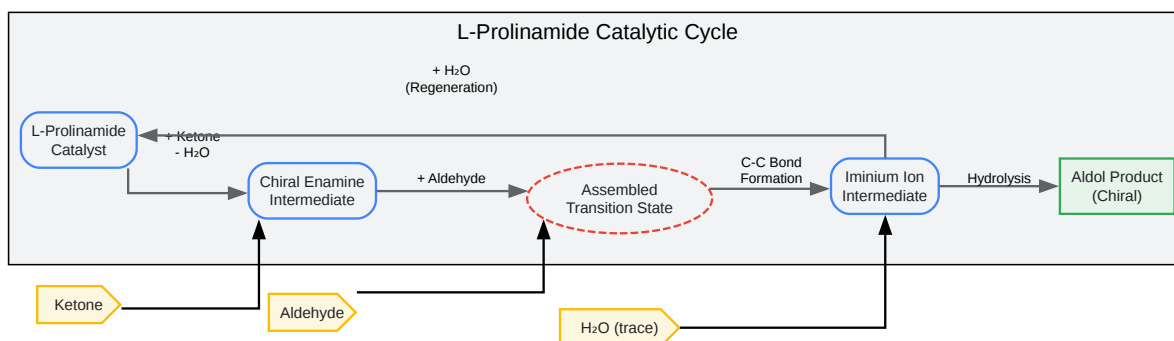 L-Prolinamide Catalytic Cycle
+ H₂O
(Regeneration)
L-Prolinamide
Catalyst
+ Ketone
- H₂O
Chiral Enamine
Intermediate
+ Aldehyde
Assembled
Transition State
C-C Bond
Formation
Iminium Ion
Intermediate
Hydrolysis
Aldol Product
(Chiral)
Ketone
Aldehyde
H₂O (trace)